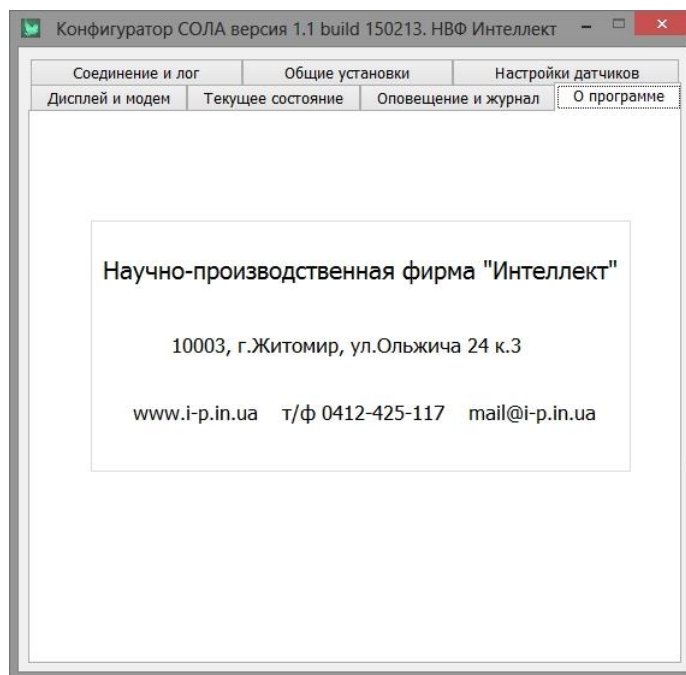 Конфигуратор СОЛА версия 1.1 build 150213. НВФ Интеллект
Соединение и лог
Общие установки
Настройки датчиков
Дисплей и модем
Текущее состояние
Оповещение и журнал
О программе
Научно-производственная фирма "Интеллект"
10003, г.Житомир, ул.Ольжича 24 к.3
www.i-p.in.ua т/ф 0412-425-117 mail@i-p.in.ua